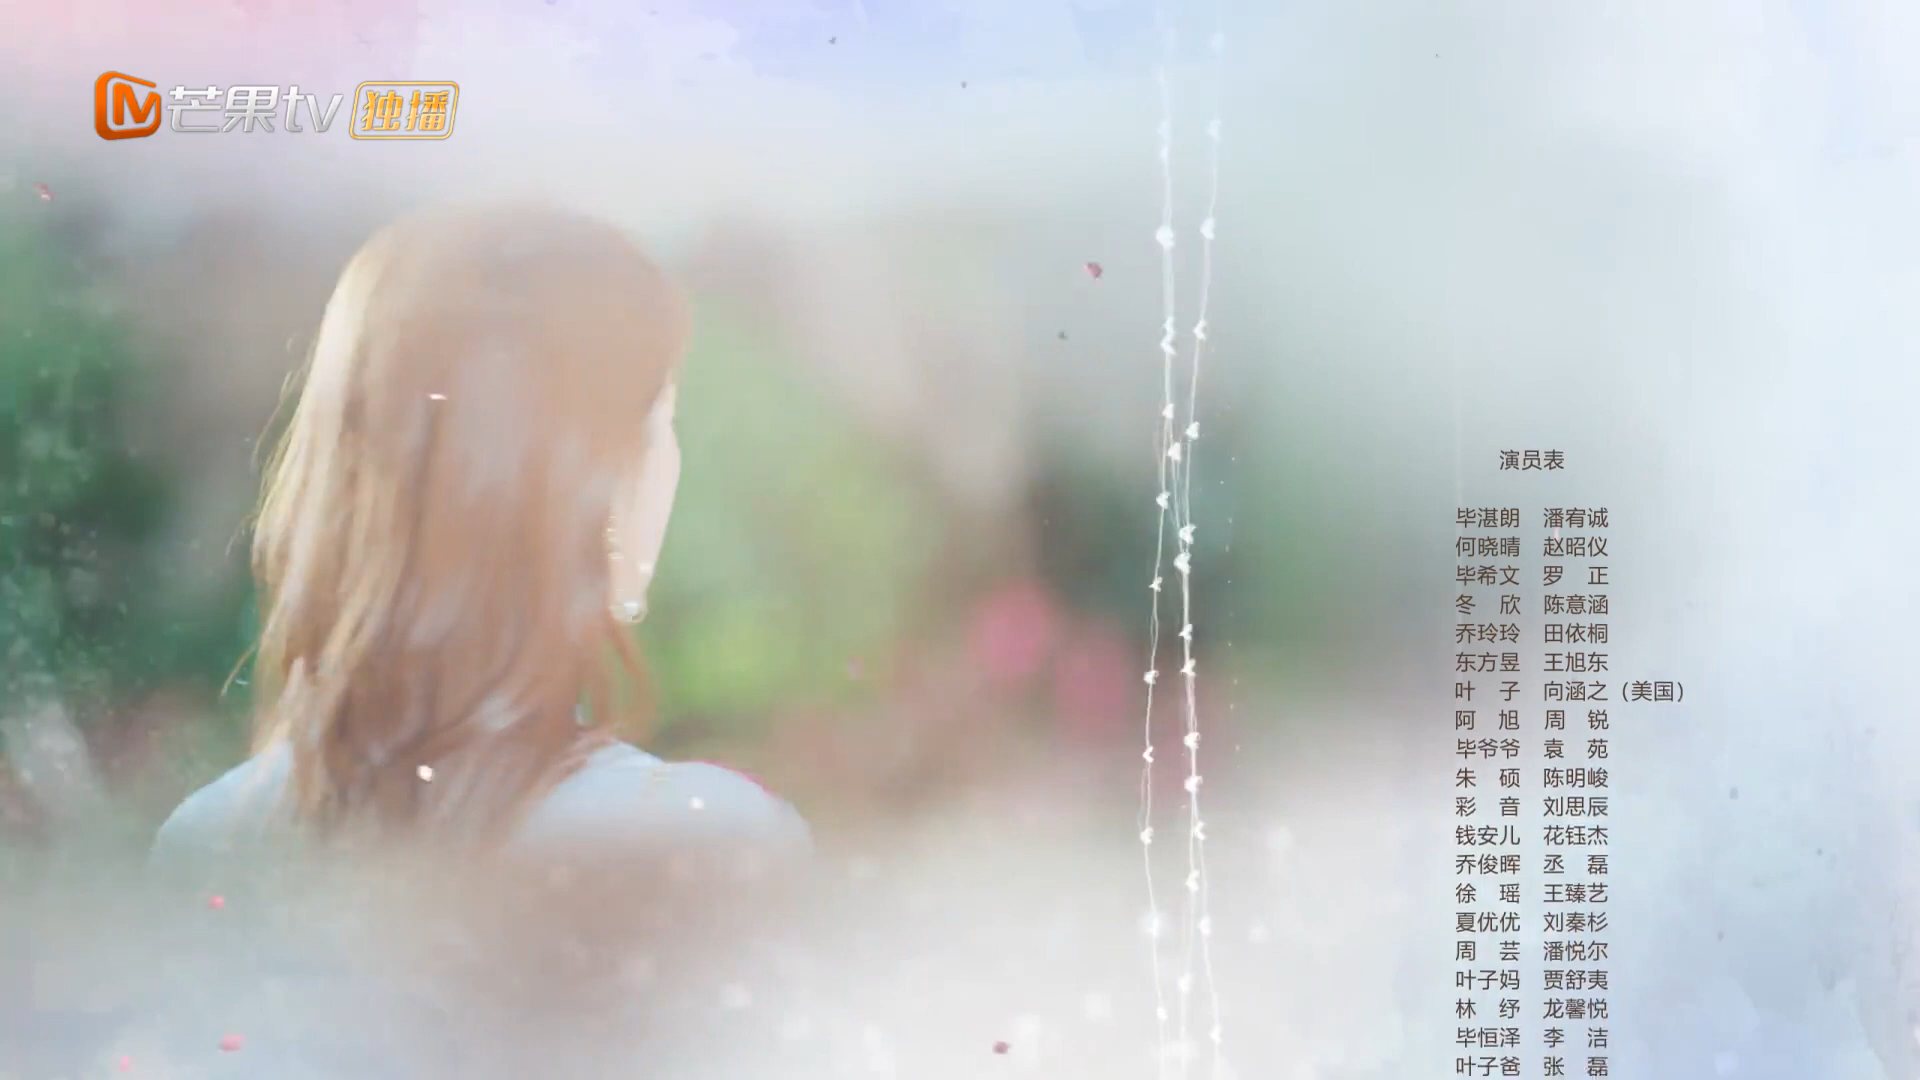 芒果tv 独播
演员表
毕湛朗 潘宥诚
何晓晴 赵昭仪
毕希文 罗 正
冬 欣 陈意涵
乔玲玲 田依桐
东方昱 王旭东
叶 子 向涵之（美国）
阿 旭 周 锐
毕爷爷 袁 苑
朱 硕 陈明峻
彩 音 刘思辰
钱安儿 花钰杰
乔俊晖 丞 磊
徐 瑶 王臻艺
夏优优 刘秦杉
周 芸 潘悦尔
叶子妈 贾舒夷
林 纾 龙馨悦
毕恒泽 李 洁
叶子爸 张 磊